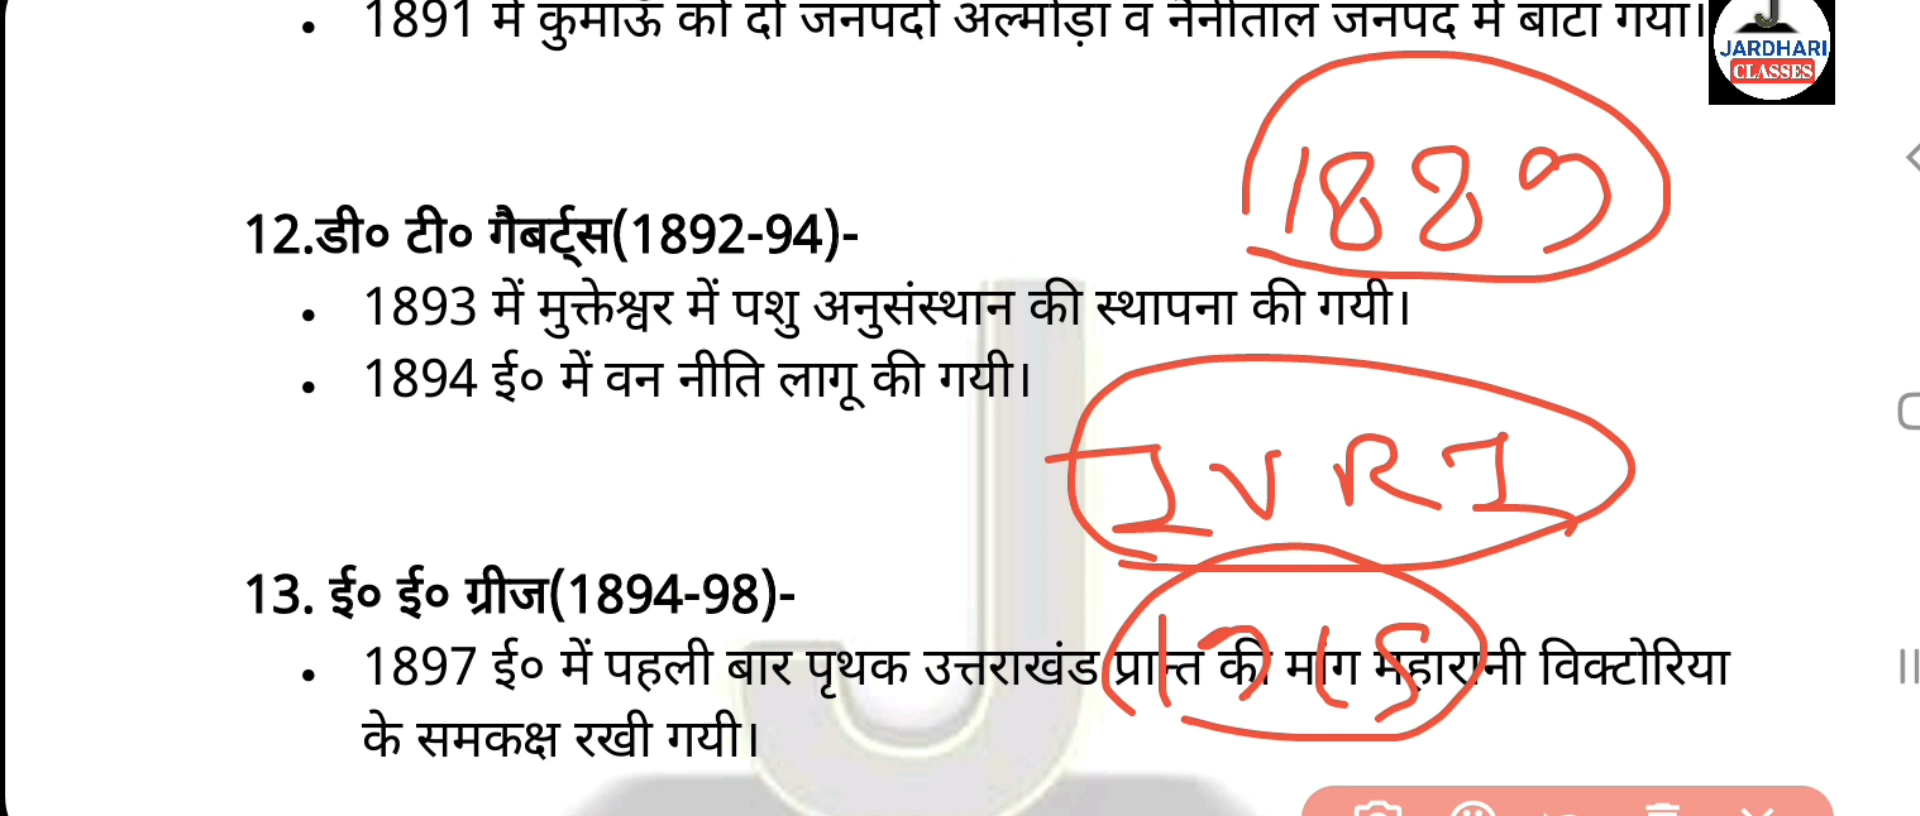 1891 में कुमाऊँ को दो जनपदों अल्मोड़ा व नैनीताल जनपद में बांटा गया।
J
JARDHARI
CLASSES
1889
12.डी० टी० गैबर्ट्स(1892-94)-
• 1893 में मुक्तेश्वर में पशु अनुसंस्थान की स्थापना की गयी।
• 1894 ई० में वन नीति लागू की गयी।
IVRI
13. ई० ई० ग्रीज(1894-98)-
• 1897 ई० में पहली बार पृथक उत्तराखंड प्रान्त की मांग महारानी विक्टोरिया
के समकक्ष रखी गयी।